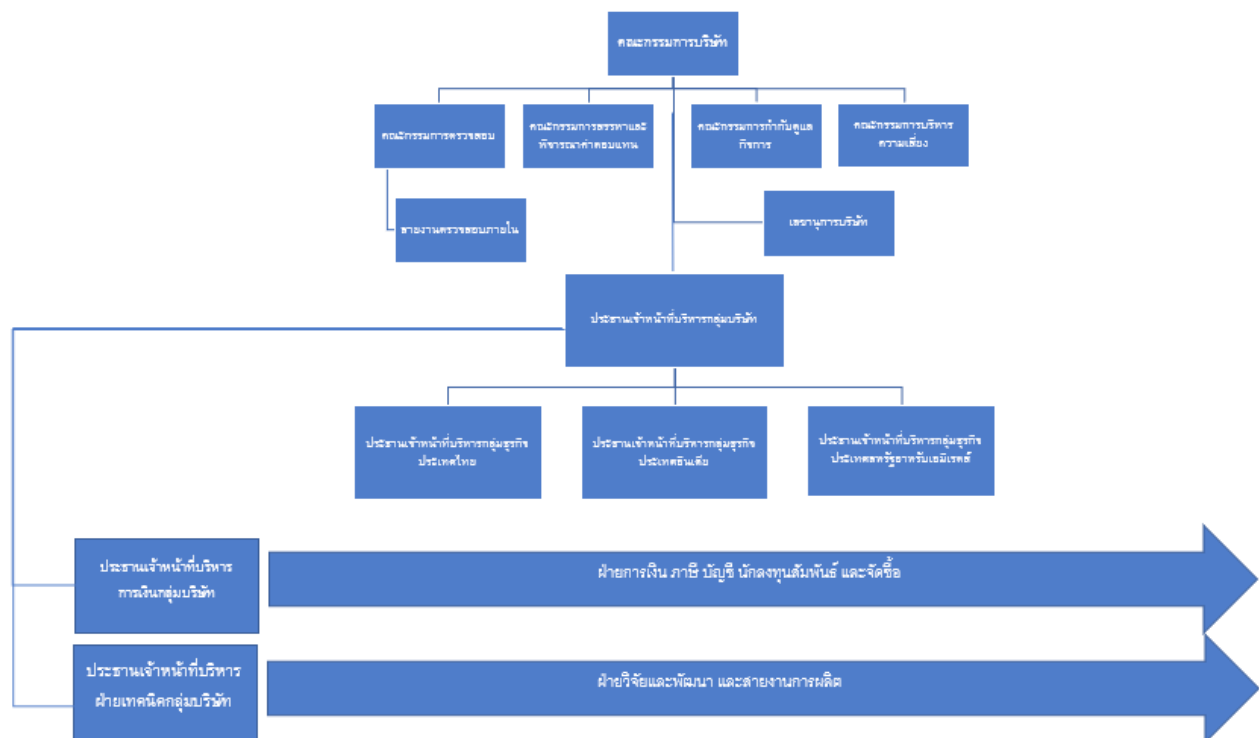 คณะกรรมการบริษัท
คณะกรรมการตรวจสอบ
คณะกรรมการสรรหาและ
พิจารณาค่าตอบแทน
คณะกรรมการกำกับดูแล
กิจการ
คณะกรรมการบริหาร
ความเสี่ยง
สายงานตรวจสอบภายใน
เลขานุการบริษัท
ประธานเจ้าหน้าที่บริหารกลุ่มบริษัท
ประธานเจ้าหน้าที่บริหารกลุ่มธุรกิจ
ประเทศไทย
ประธานเจ้าหน้าที่บริหารกลุ่มธุรกิจ
ประเทศอินเดีย
ประธานเจ้าหน้าที่บริหารกลุ่มธุรกิจ
ประเทศสหรัฐอาหรับเอมิเรตส์
ประธานเจ้าหน้าที่บริหาร
การเงินกลุ่มบริษัท
ฝ่ายการเงิน ภาษี บัญชี นักลงทุนสัมพันธ์ และจัดซื้อ
ประธานเจ้าหน้าที่บริหาร
ฝ่ายเทคนิคกลุ่มบริษัท
ฝ่ายวิจัยและพัฒนา และสายงานการผลิต